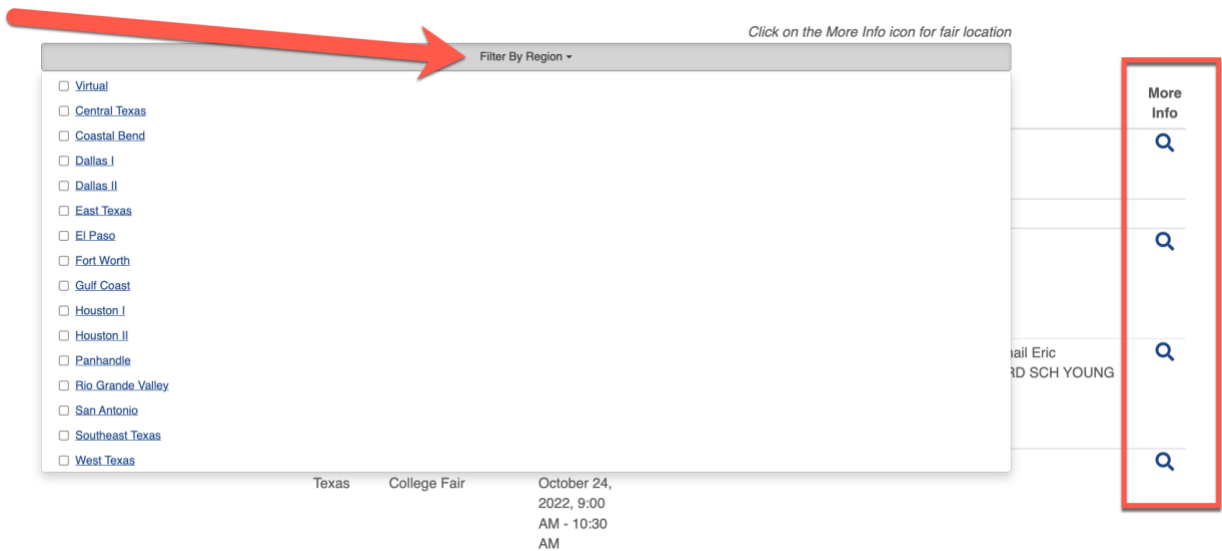 Click on the More Info icon for fair location
Filter By Region
More
Info
Virtual
Central Texas
Coastal Bend
Dallas I
Dallas II
East Texas
El Paso
Fort Worth
Gulf Coast
Houston I
Houston II
Panhandle
Rio Grande Valley
San Antonio
Southeast Texas
West Texas
Eric
SCH YOUNG
Texas College Fair October 24,
2022, 9:00
AM - 10:30
AM